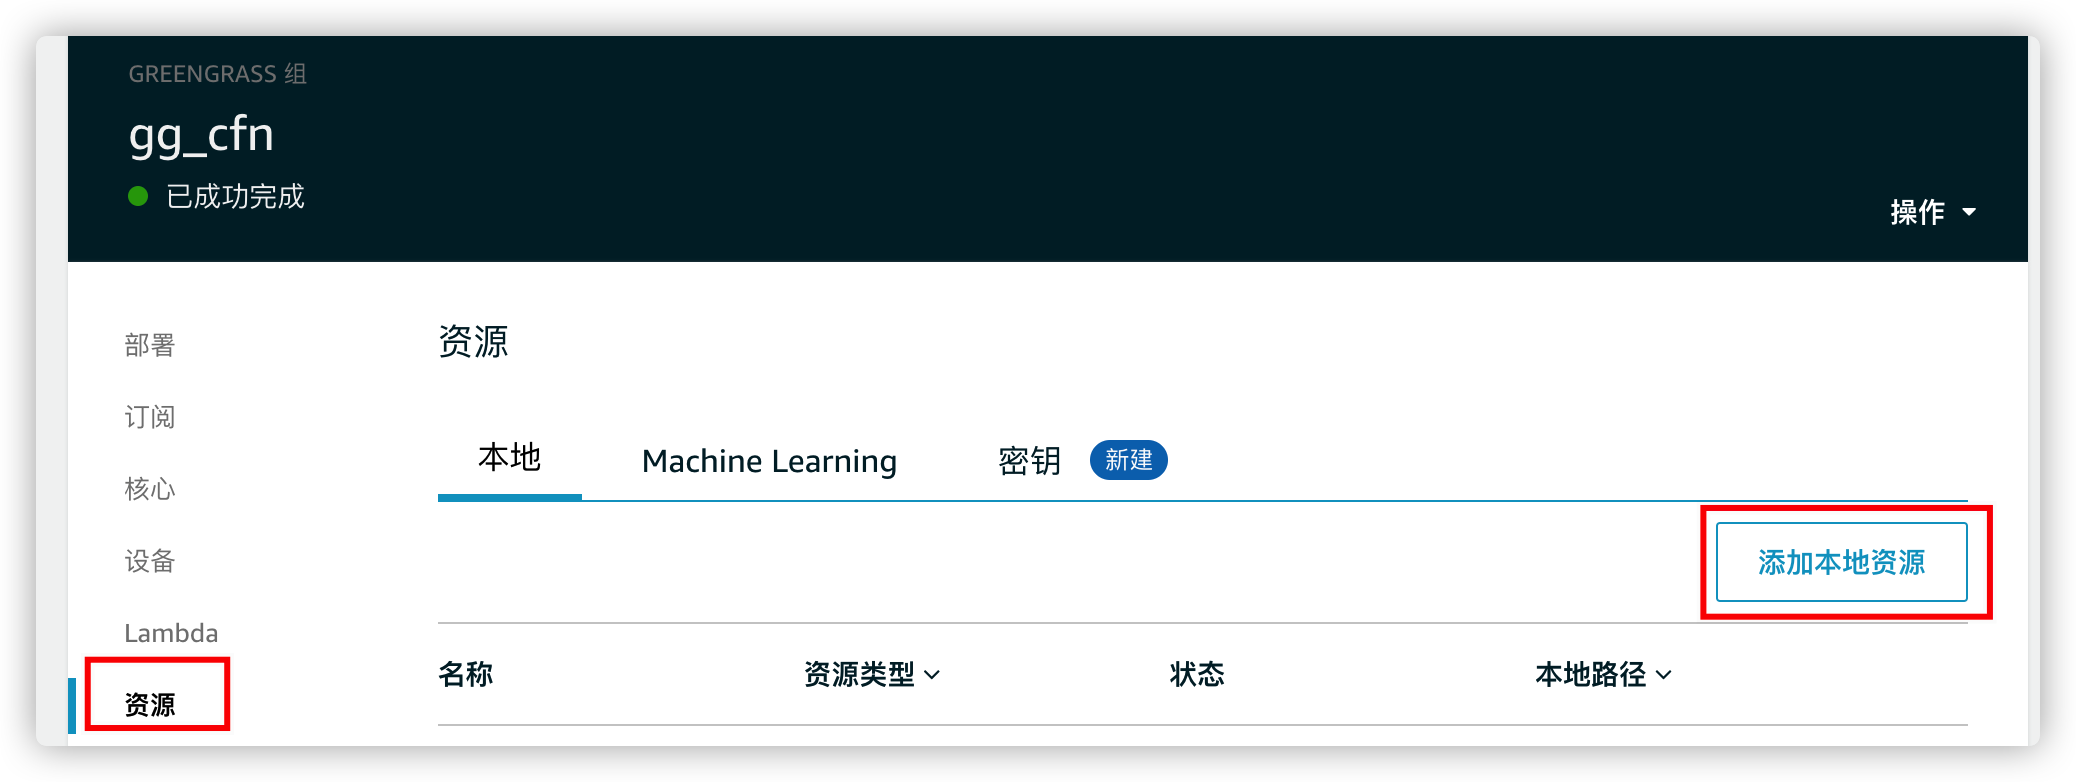 GREENGRASS 组
gg_cfn
已成功完成
操作
部署
订阅
核心
设备
Lambda
资源
资源
本地 Machine Learning 密钥 新建
添加本地资源
名称 资源类型 状态 本地路径